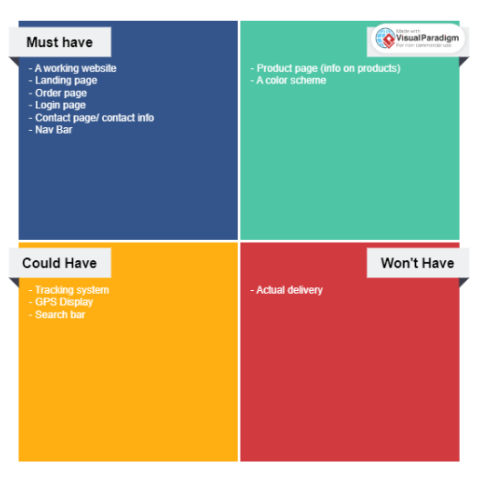 Must have
- A working website
- Landing page
- Order page
- Login page
- Contact page/ contact info
- Nav Bar
Made with
VisualParadigm
For non-commercial use
- Product page (info on products)
- A color scheme
Could Have
- Tracking system
- GPS Display
- Search bar
Won't Have
- Actual delivery